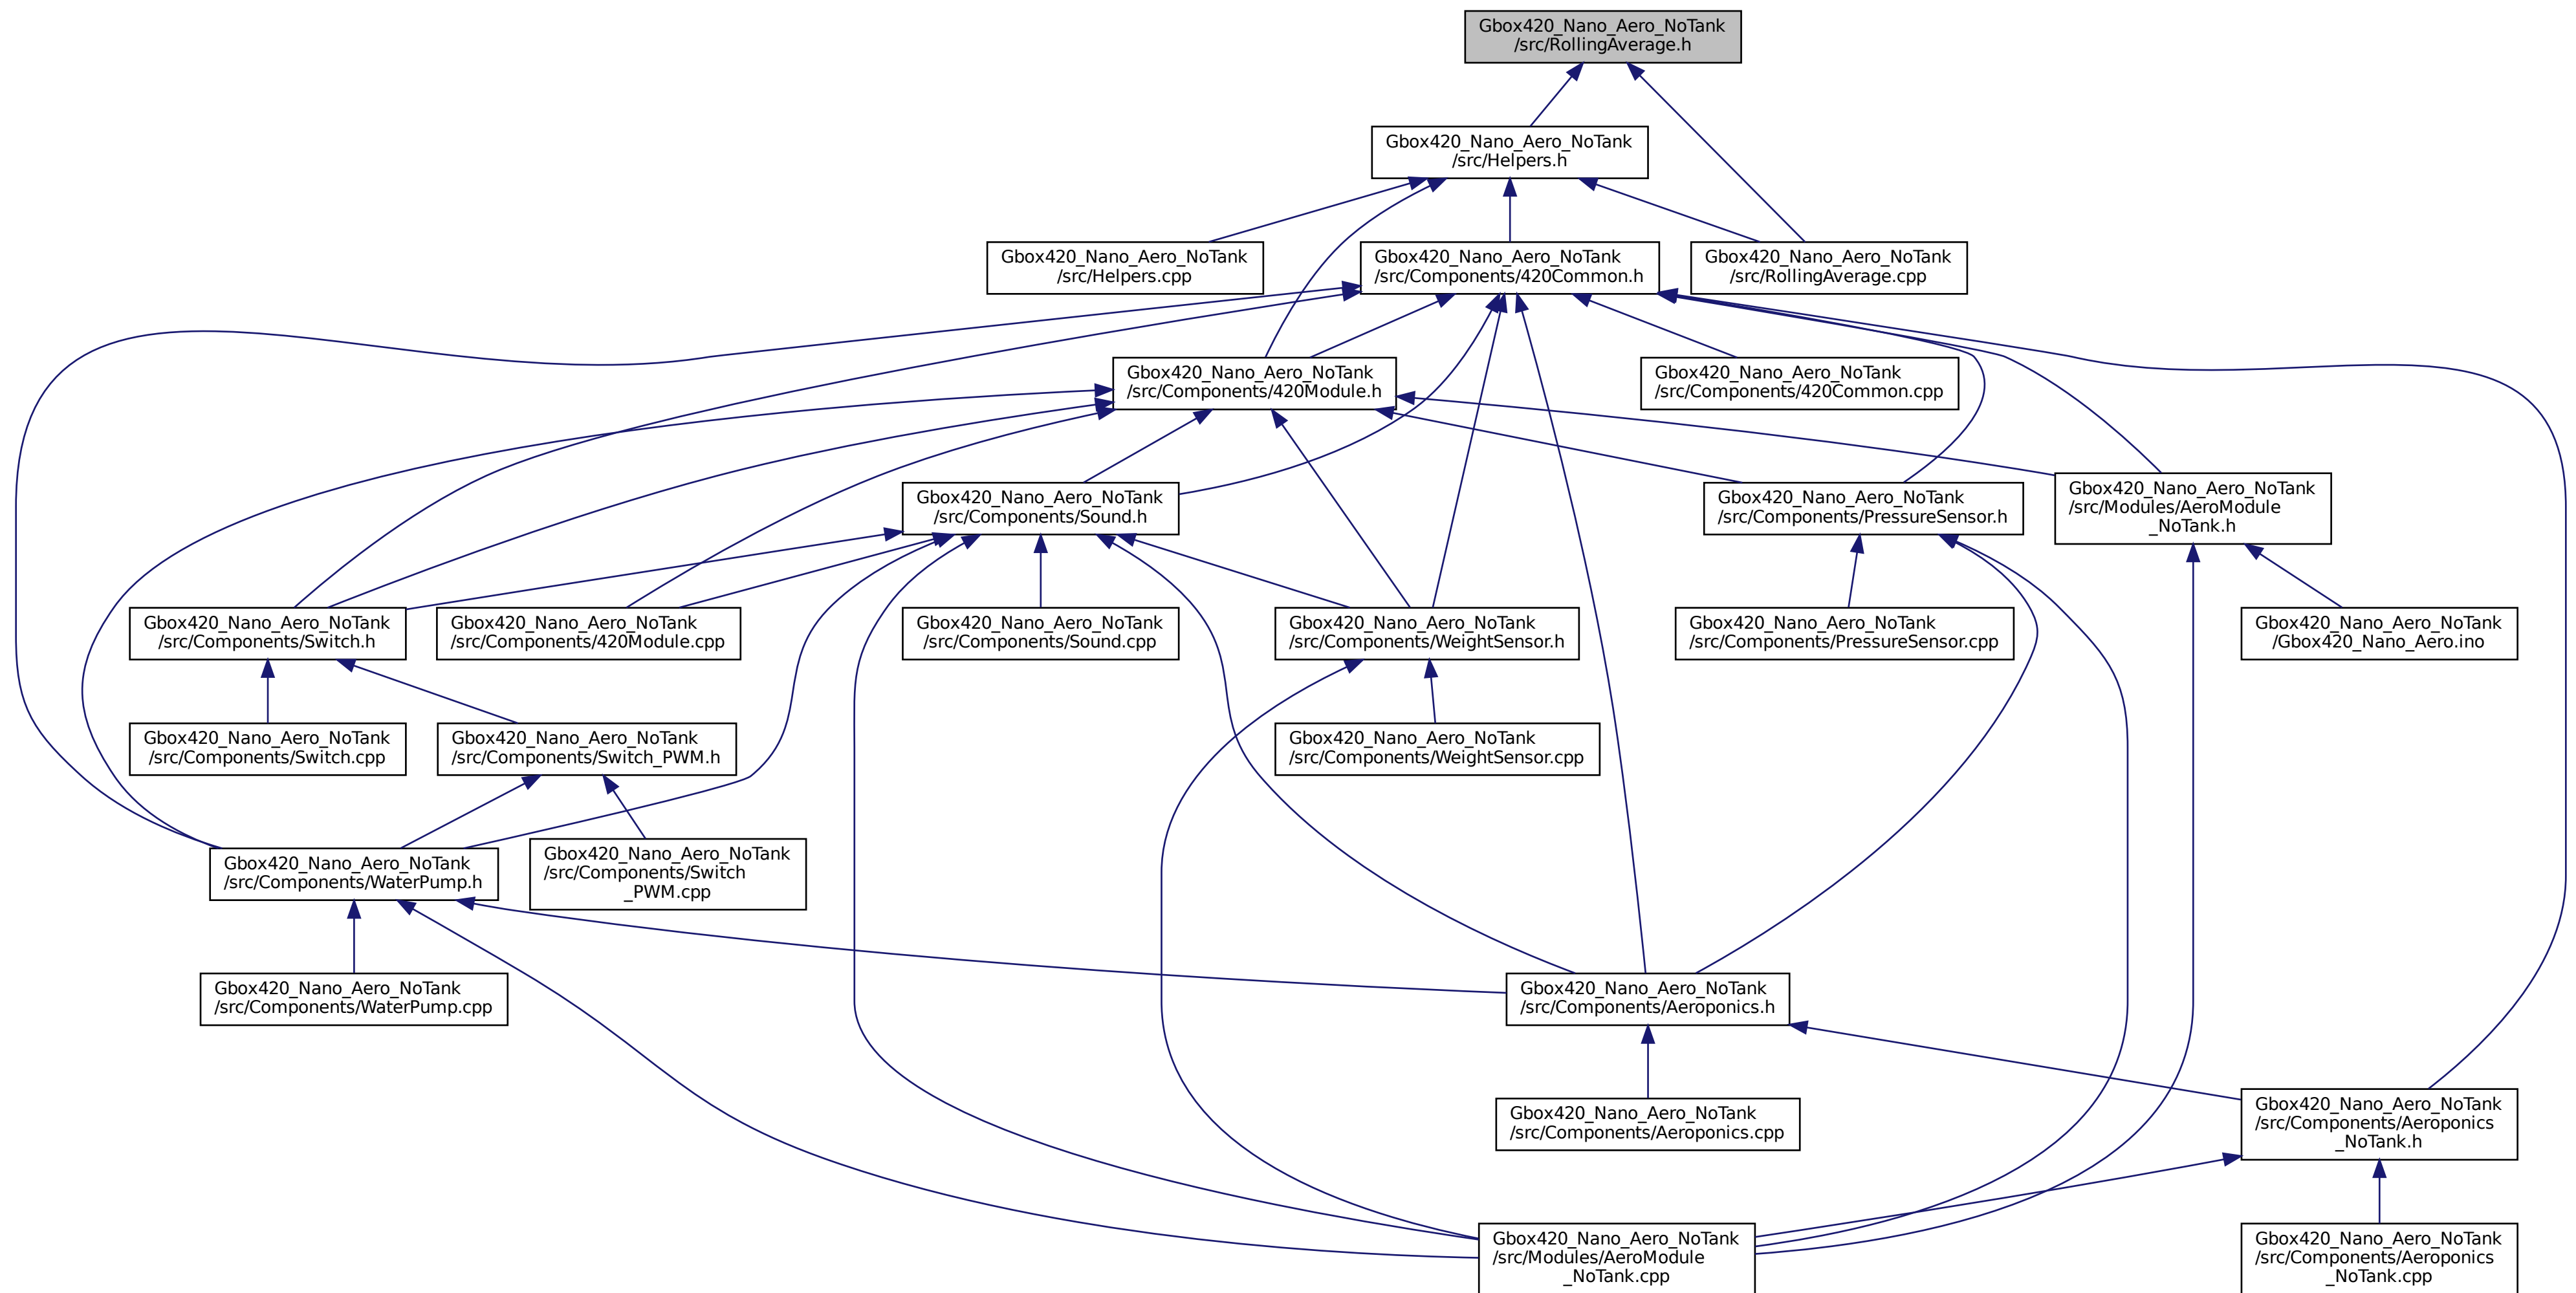 Gbox420_Nano_Aero_NoTank
/src/RollingAverage.h
Gbox420_Nano_Aero_NoTank
/src/Helpers.h
Gbox420_Nano_Aero_NoTank
/src/Helpers.cpp
Gbox420_Nano_Aero_NoTank
/src/Components/420Common.h
Gbox420_Nano_Aero_NoTank
/src/RollingAverage.cpp
Gbox420_Nano_Aero_NoTank
/src/Components/420Module.h
Gbox420_Nano_Aero_NoTank
/src/Components/420Common.cpp
Gbox420_Nano_Aero_NoTank
/src/Components/Sound.h
Gbox420_Nano_Aero_NoTank
/src/Components/PressureSensor.h
Gbox420_Nano_Aero_NoTank
/src/Modules/AeroModule
_NoTank.h
Gbox420_Nano_Aero_NoTank
/src/Components/Switch.h
Gbox420_Nano_Aero_NoTank
/src/Components/420Module.cpp
Gbox420_Nano_Aero_NoTank
/src/Components/Sound.cpp
Gbox420_Nano_Aero_NoTank
/src/Components/WeightSensor.h
Gbox420_Nano_Aero_NoTank
/src/Components/PressureSensor.cpp
Gbox420_Nano_Aero_NoTank
/Gbox420_Nano_Aero.ino
Gbox420_Nano_Aero_NoTank
/src/Components/Switch.cpp
Gbox420_Nano_Aero_NoTank
/src/Components/Switch_PWM.h
Gbox420_Nano_Aero_NoTank
/src/Components/WeightSensor.cpp
Gbox420_Nano_Aero_NoTank
/src/Components/WaterPump.h
Gbox420_Nano_Aero_NoTank
/src/Components/Switch
_PWM.cpp
Gbox420_Nano_Aero_NoTank
/src/Components/WaterPump.cpp
Gbox420_Nano_Aero_NoTank
/src/Components/Aeroponics.h
Gbox420_Nano_Aero_NoTank
/src/Components/Aeroponics.cpp
Gbox420_Nano_Aero_NoTank
/src/Components/Aeroponics
_NoTank.h
Gbox420_Nano_Aero_NoTank
/src/Modules/AeroModule
_NoTank.cpp
Gbox420_Nano_Aero_NoTank
/src/Components/Aeroponics
_NoTank.cpp